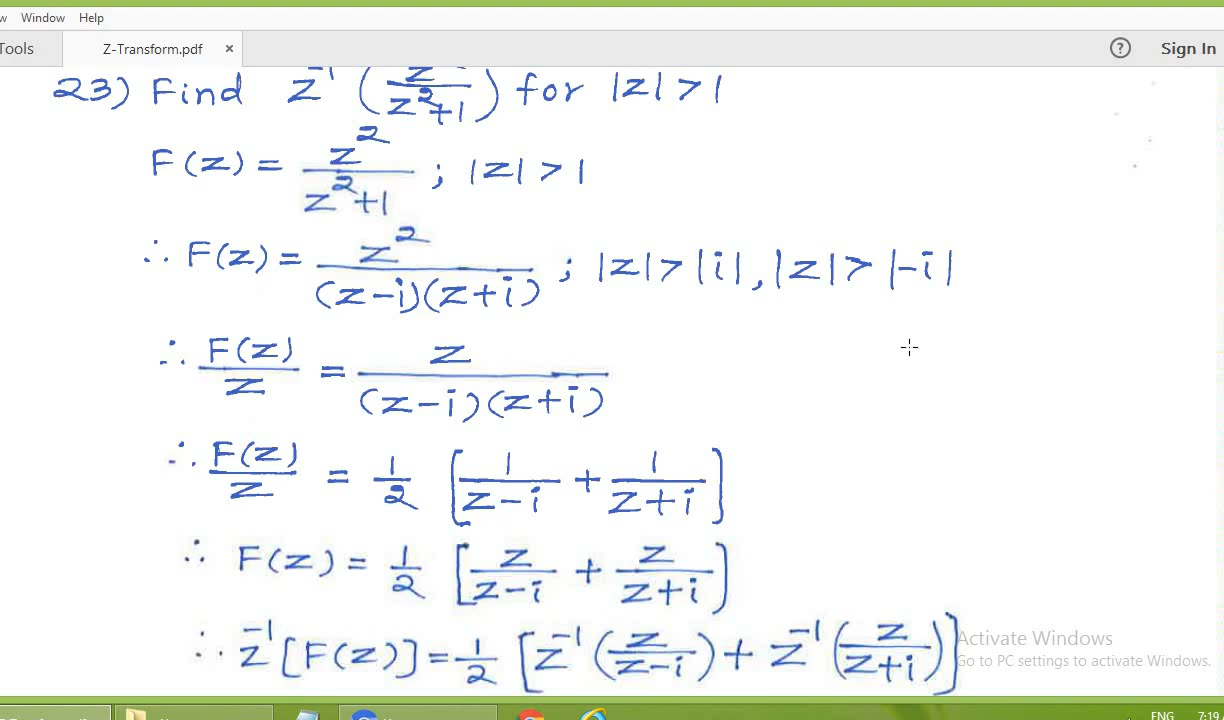 w Window Help
Tools Z-Transform.pdf × ? Sign In
23) Find z⁻¹ (z²/(z²+1)) for |z| > 1
F(z) = z²/(z²+1) ; |z| > 1
∴ F(z) = z²/((z-i)(z+i)) ; |z| > |i|, |z| > |-i|
∴ F(z)/z = z/((z-i)(z+i))
∴ F(z)/z = 1/2 [1/(z-i) + 1/(z+i)]
∴ F(z) = 1/2 [z/(z-i) + z/(z+i)]
∴ z⁻¹[F(z)] = 1/2 [z⁻¹(z/(z-i)) + z⁻¹(z/(z+i))]
Activate Windows
Go to PC settings to activate Windows.
ENG 7:19